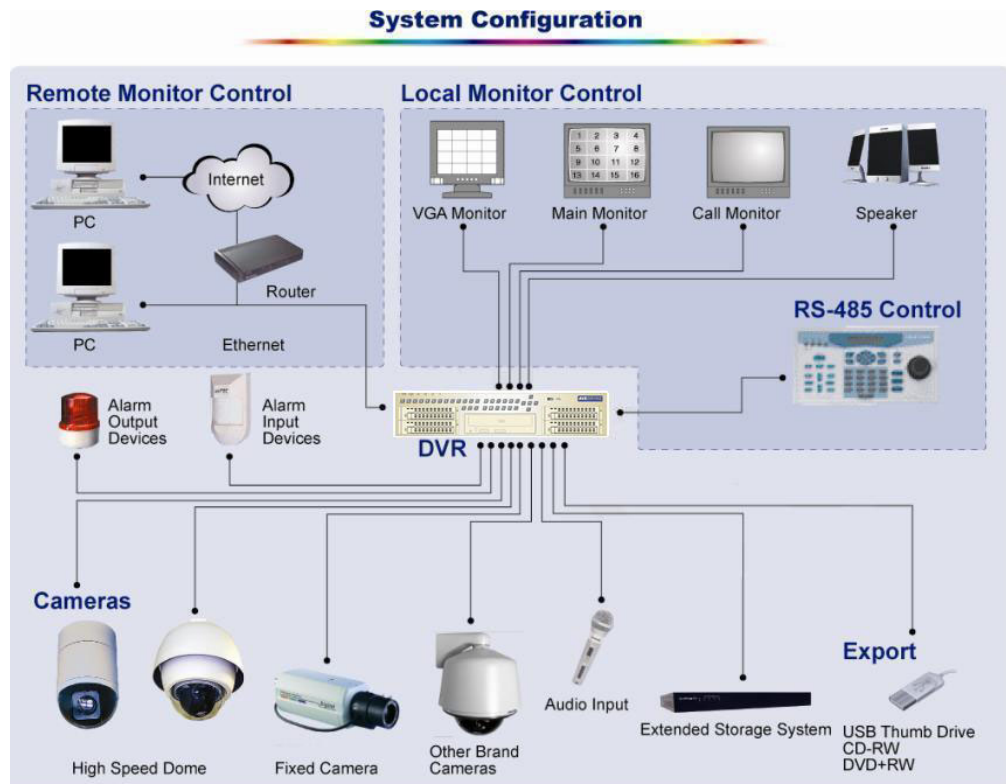 System Configuration
Remote Monitor Control
Local Monitor Control
Internet
PC
Router
PC
Ethernet
VGA Monitor
1 2 3 4
5 6 7 8
9 10 11 12
13 14 15 16
Main Monitor
Call Monitor
Speaker
RS-485 Control
Alarm
Output
Devices
Alarm
Input
Devices
DVR
Cameras
High Speed Dome
Fixed Camera
Other Brand
Cameras
Audio Input
Extended Storage System
Export
USB Thumb Drive
CD-RW
DVD+RW